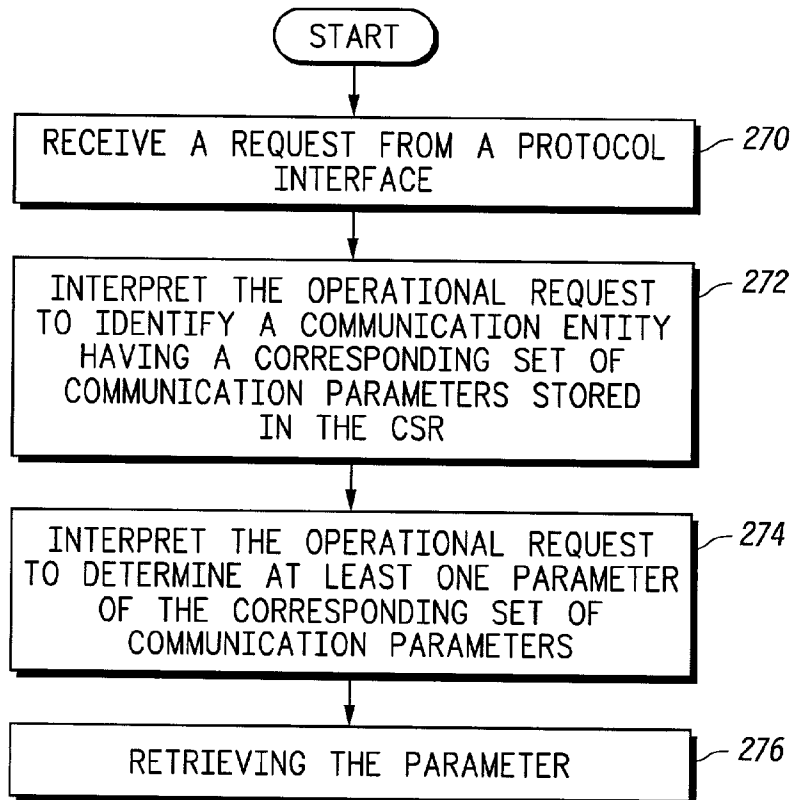 START
RECEIVE A REQUEST FROM A PROTOCOL
INTERFACE
270
INTERPRET THE OPERATIONAL REQUEST
TO IDENTIFY A COMMUNICATION ENTITY
HAVING A CORRESPONDING SET OF
COMMUNICATION PARAMETERS STORED
IN THE CSR
272
INTERPRET THE OPERATIONAL REQUEST
TO DETERMINE AT LEAST ONE PARAMETER
OF THE CORRESPONDING SET OF
COMMUNICATION PARAMETERS
274
RETRIEVING THE PARAMETER
276